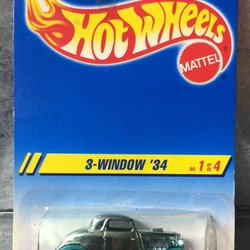 Hot Wheels
MATTEL
3-WINDOW '34
NO. 1 OF 4